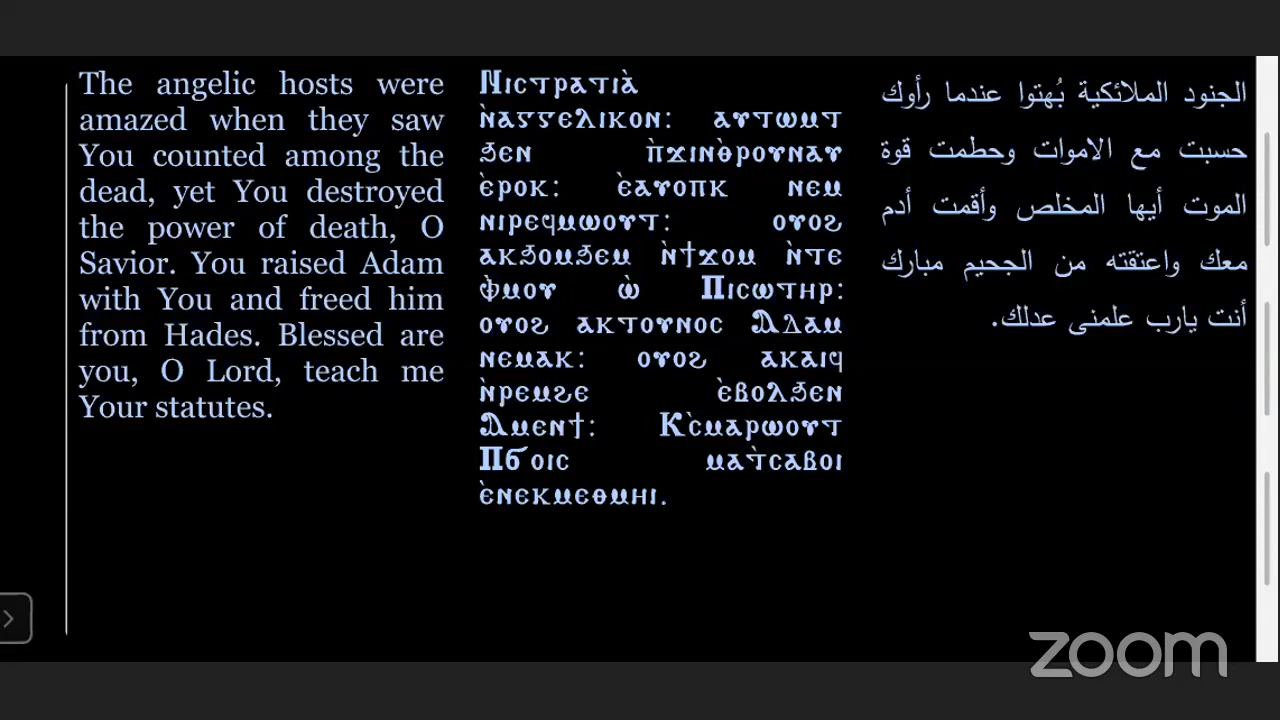 The angelic hosts were
amazed when they saw
You counted among the
dead, yet You destroyed
the power of death, O
Savior. You raised Adam
with You and freed him
from Hades. Blessed are
you, O Lord, teach me
Your statutes.
Ⲛⲓⲥⲧⲣⲁⲧⲓⲁ̀
ⲛ̀ⲁⲅⲅⲉⲗⲓⲕⲟⲛ: ⲁⲩⲧⲱⲙⲧ
ϧⲉⲛ ⲡ̀ϫⲓⲛⲑ̀ⲣⲟⲩⲛⲁⲩ
ⲉ̀ⲣⲟⲕ: ⲉ̀ⲁⲩⲟⲡⲕ ⲛⲉⲙ
ⲛⲓⲣⲉϥⲙⲱⲟⲩⲧ: ⲟⲩⲟϩ
ⲁⲕϧⲟⲙϧⲉⲙ ⲛ̀ϯϫⲟⲙ ⲛ̀ⲧⲉ
ⲫ̀ⲙⲟⲩ ⲱ̀ Ⲡⲓⲥⲱⲧⲏⲣ:
ⲟⲩⲟϩ ⲁⲕⲧⲟⲩⲛⲟⲥ Ⲁⲇⲁⲙ
ⲛⲉⲙⲁⲕ: ⲟⲩⲟϩ ⲁⲕⲁⲓϥ
ⲛ̀ⲣⲉⲙϩⲉ ⲉ̀ⲃⲟⲗϧⲉⲛ
Ⲁⲙⲉⲛϯ: Ⲕ̀ⲥⲙⲁⲣⲱⲟⲩⲧ
Ⲡϭⲟⲓⲥ ⲙⲁⲧ̀ⲥⲁⲃⲟⲓ
ⲉ̀ⲛⲉⲕⲙⲉⲑⲙⲏⲓ.
الجنود الملائكية بُهتوا عندما رأوك
حسبت مع الاموات وحطمت قوة
الموت أيها المخلص وأقمت أدم
معك واعتقته من الجحيم مبارك
أنت يارب علمنى عدلك.
zoom